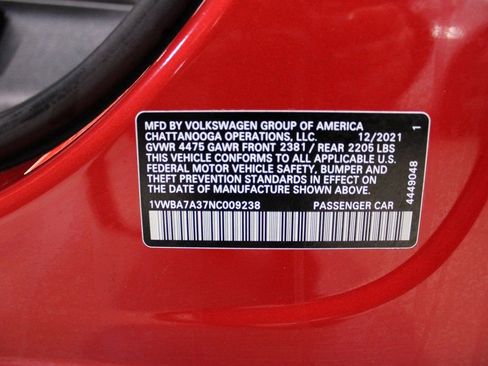 MFD BY VOLKSWAGEN GROUP OF AMERICA
CHATTANOOGA OPERATIONS, LLC. 12/2021
GVWR 4475 GAWR FRONT 2381 / REAR 2205 LBS
THIS VEHICLE CONFORMS TO ALL APPLICABLE U.S.
FEDERAL MOTOR VEHICLE SAFETY, BUMPER AND
THEFT PREVENTION STANDARDS IN EFFECT ON
THE DATE OF MANUFACTURE SHOWN ABOVE.
1VWBA7A37NC009238 PASSENGER CAR
4449048 1